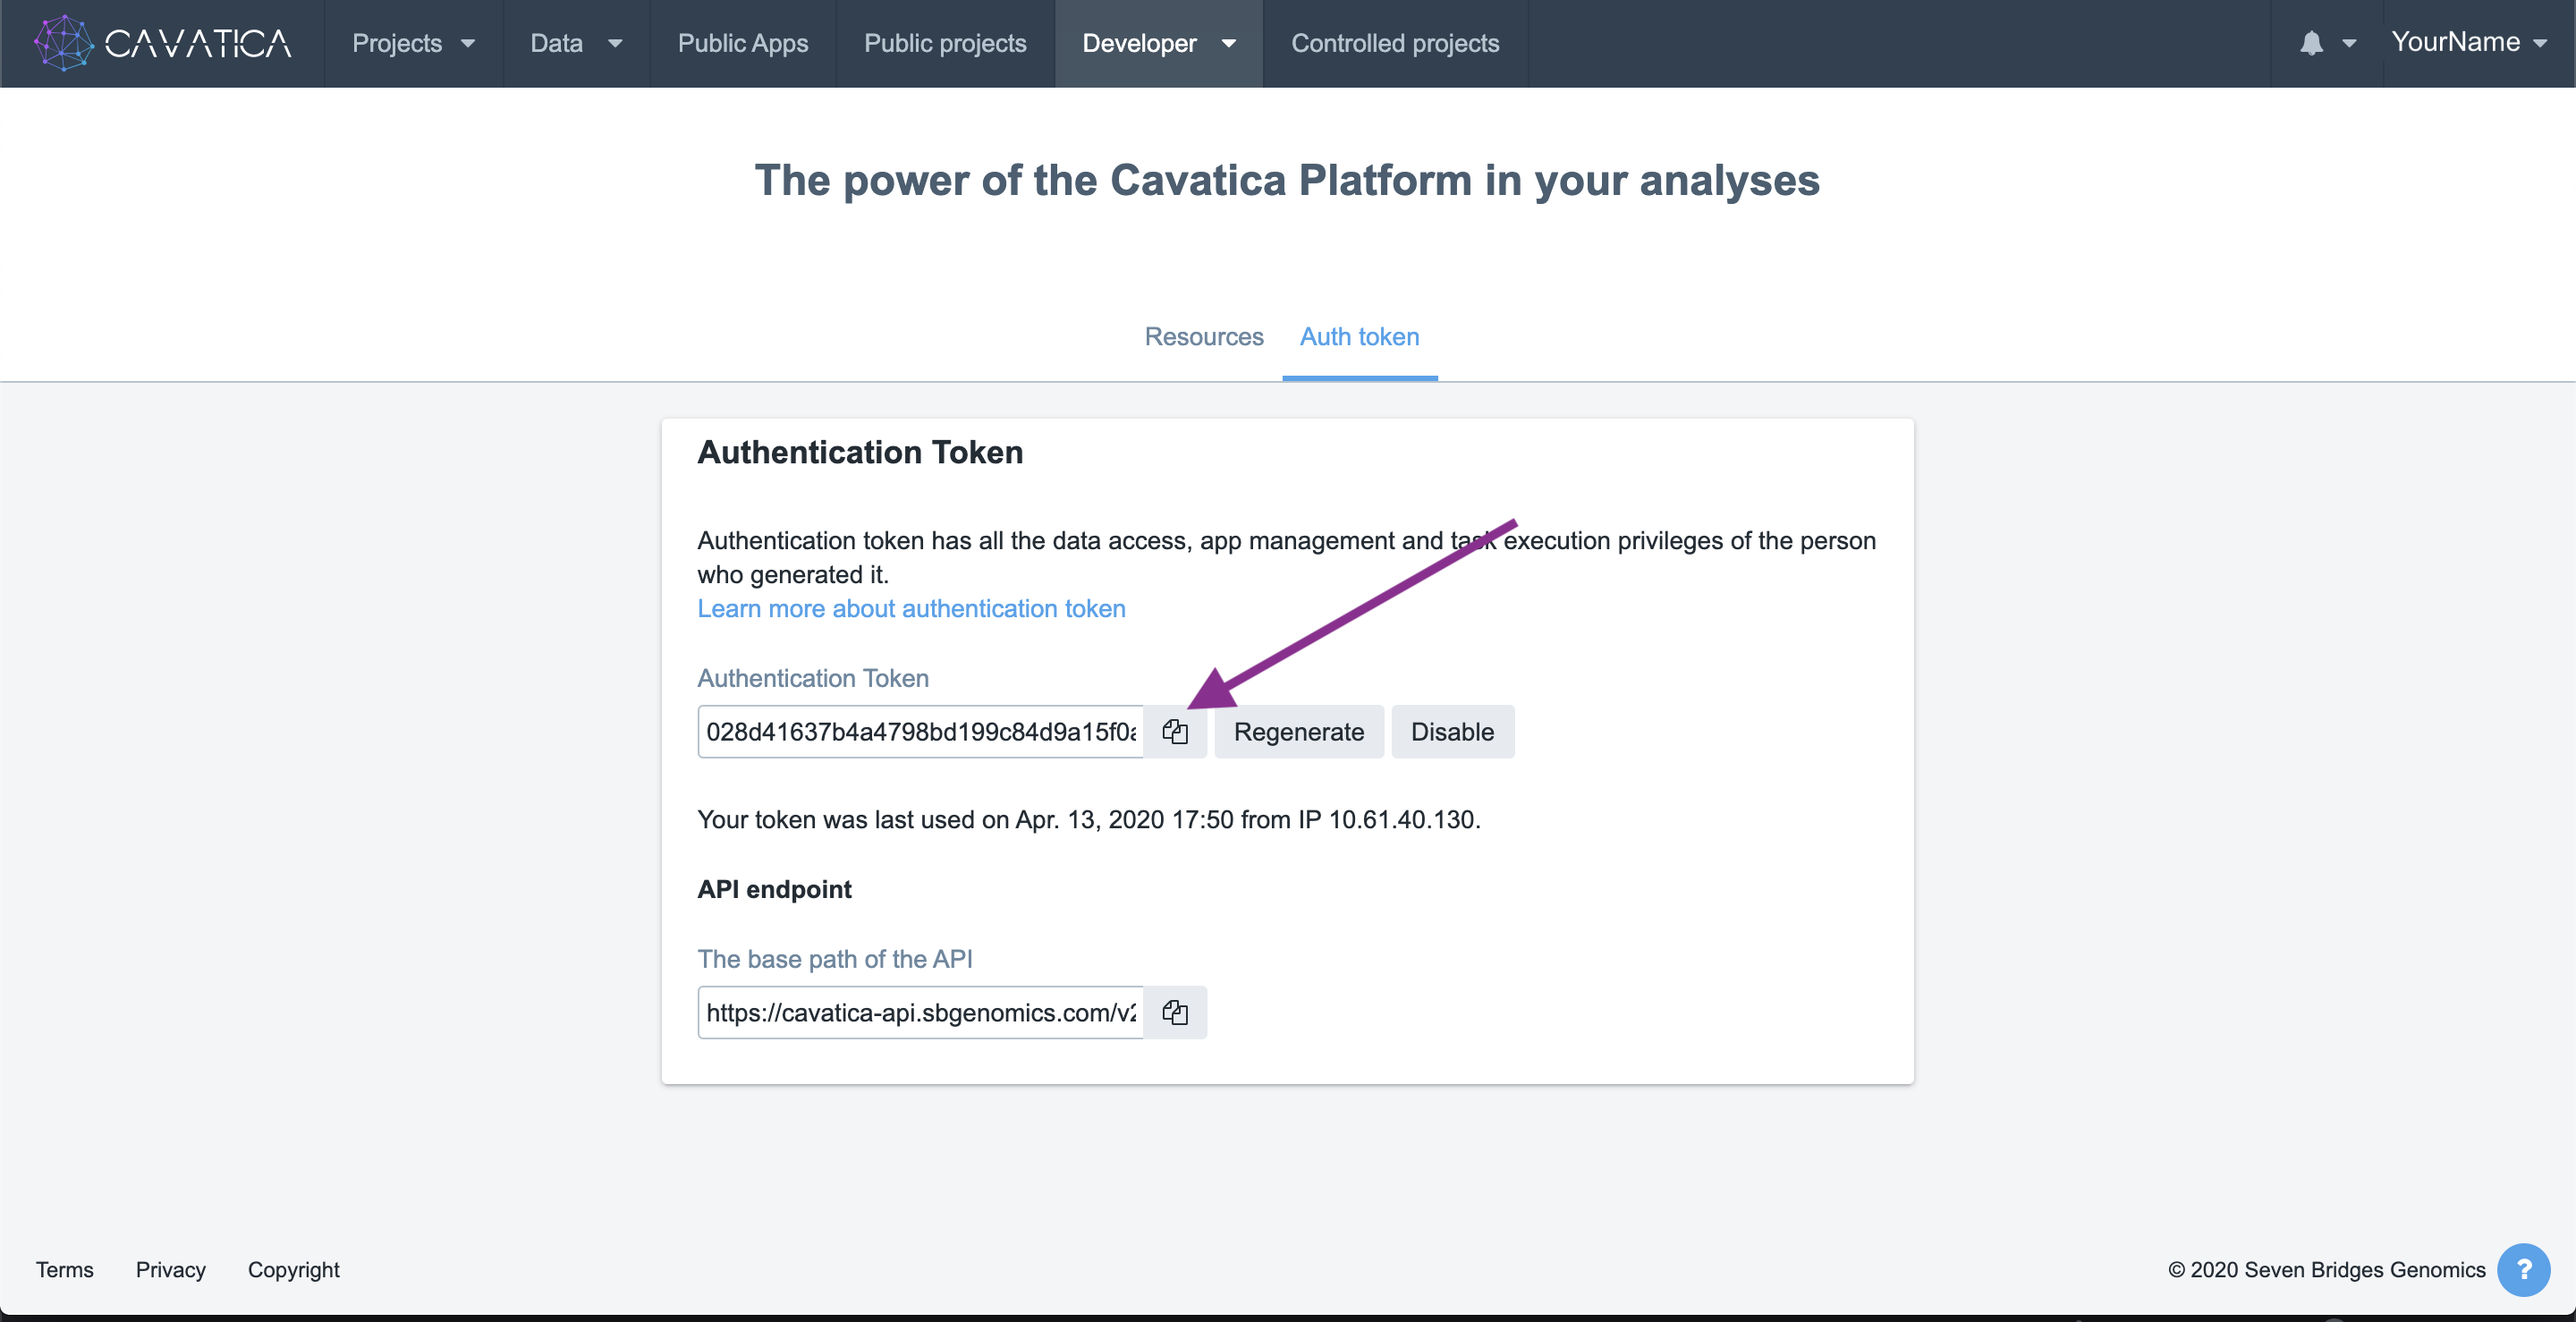 CAVATICA Projects Data Public Apps Public projects Developer Controlled projects YourName
The power of the Cavatica Platform in your analyses
Resources Auth token
Authentication Token
Authentication token has all the data access, app management and task execution privileges of the person
who generated it.
Learn more about authentication token
Authentication Token
028d41637b4a4798bd199c84d9a15f0a Regenerate Disable
Your token was last used on Apr. 13, 2020 17:50 from IP 10.61.40.130.
API endpoint
The base path of the API
https://cavatica-api.sbgenomics.com/v2
Terms Privacy Copyright © 2020 Seven Bridges Genomics ?